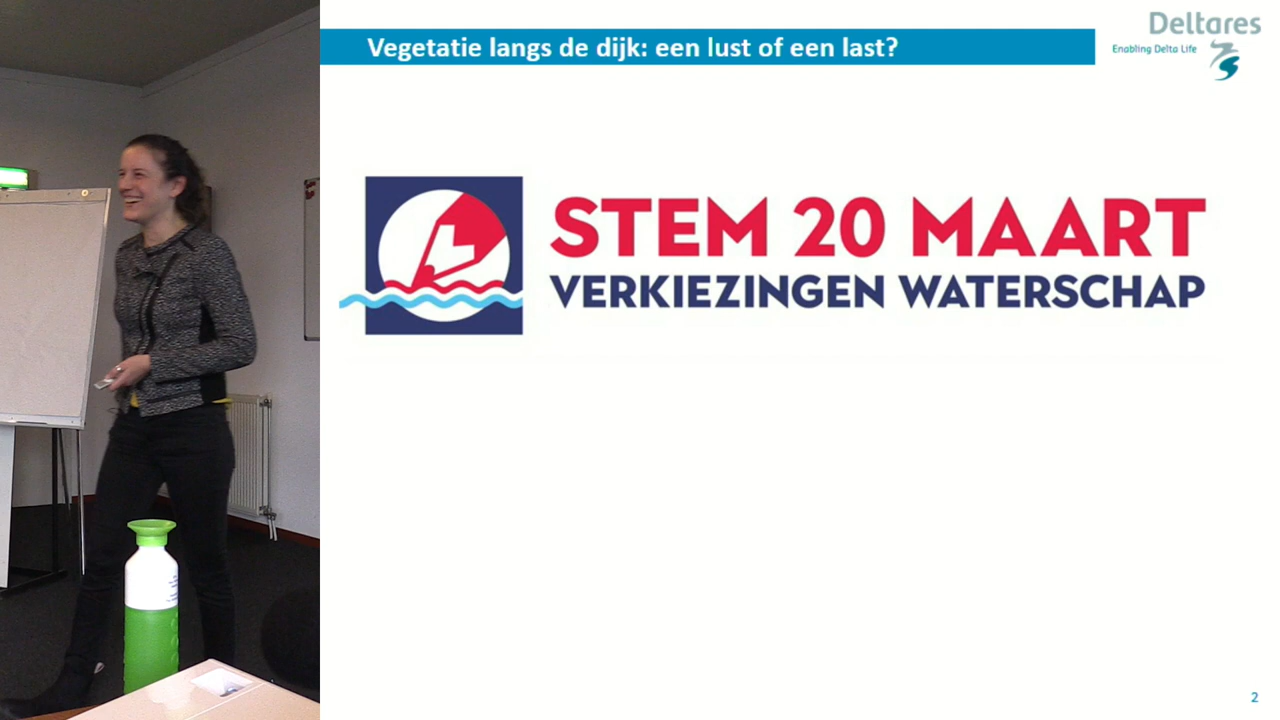 Vegetatie langs de dijk: een lust of een last?
Deltares
Enabling Delta Life
STEM 20 MAART
VERKIEZINGEN WATERSCHAP
2